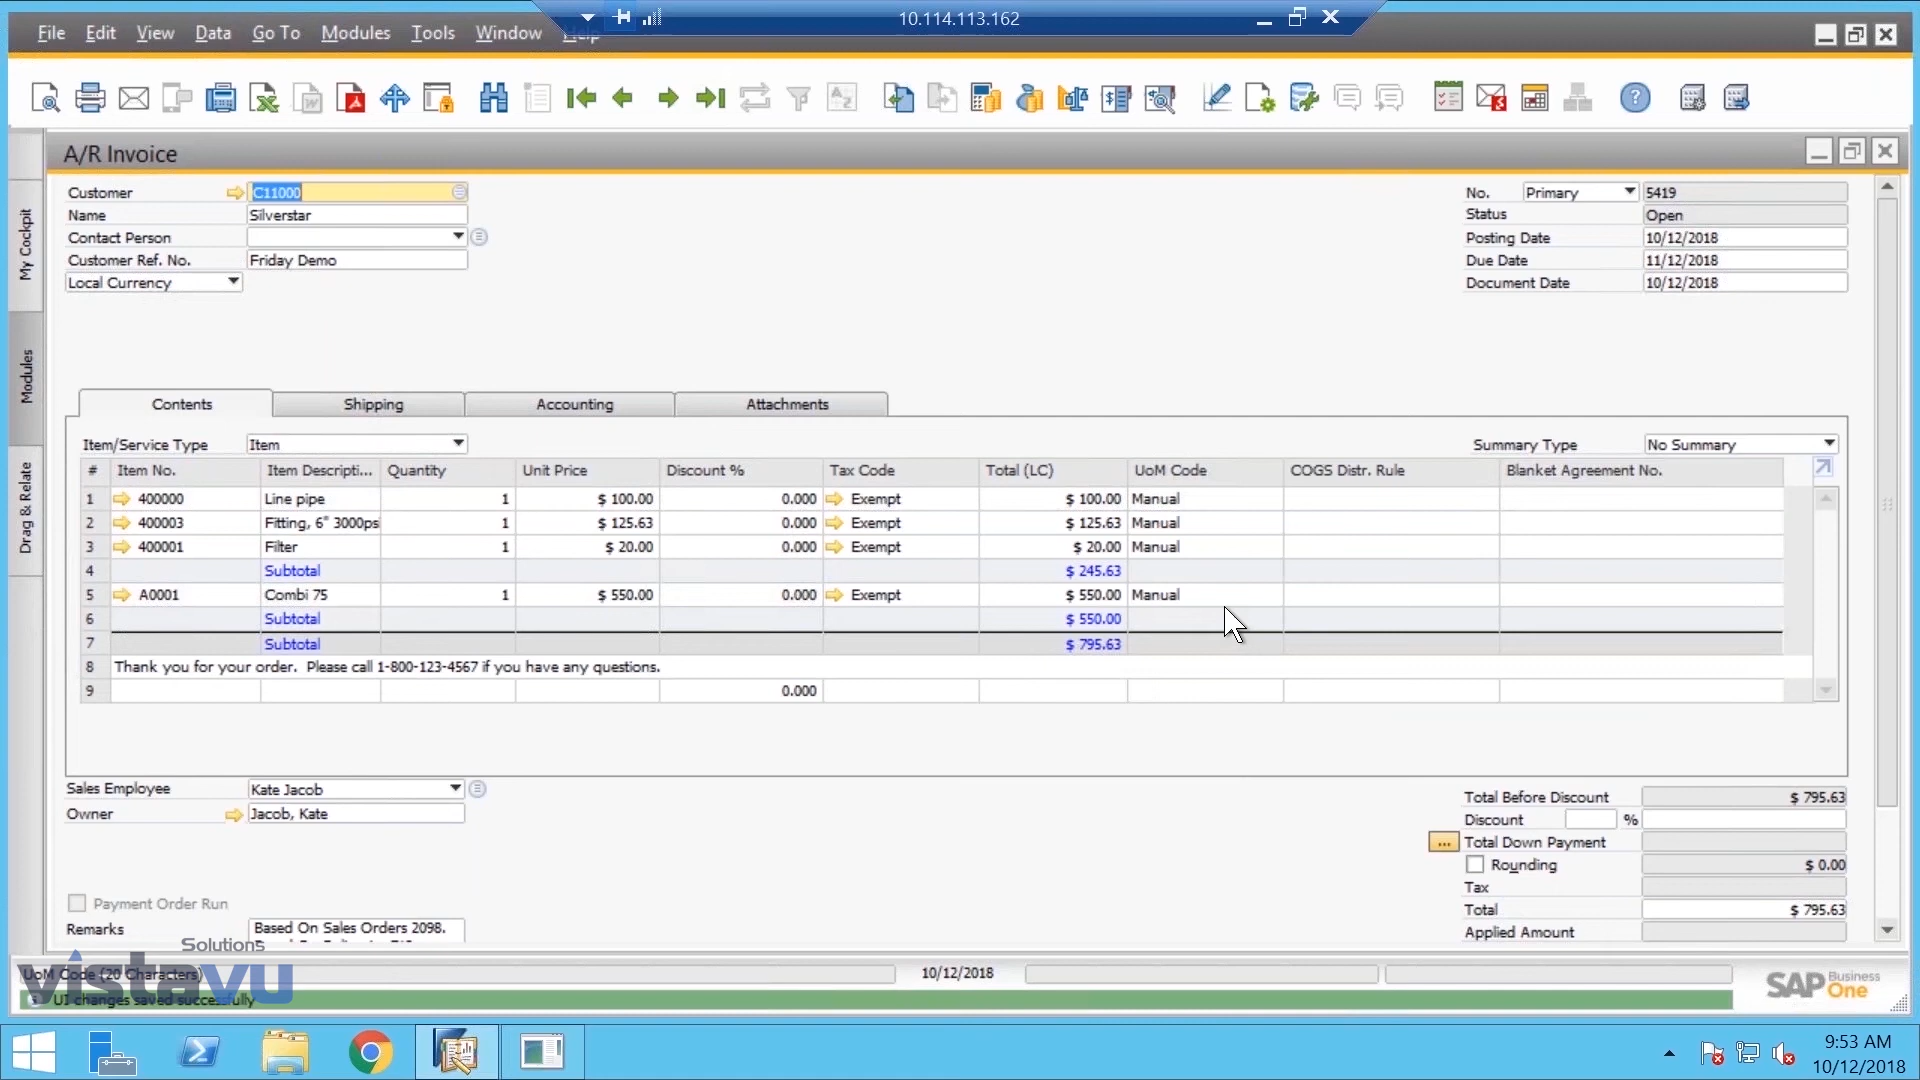 10.114.113.162
File Edit View Data Go To Modules Tools Window Help
A/R Invoice
My Cockpit
Modules
Drag & Relate
Customer C11000
Name Silverstar
Contact Person
Customer Ref. No. Friday Demo
Local Currency
No. Primary 5419
Status Open
Posting Date 10/12/2018
Due Date 11/12/2018
Document Date 10/12/2018
Contents Shipping Accounting Attachments
Item/Service Type Item Summary Type No Summary
# Item No. Item Descripti... Quantity Unit Price Discount % Tax Code Total (LC) UoM Code COGS Distr. Rule Blanket Agreement No.
1 400000 Line pipe 1 $ 100.00 0.000 Exempt $ 100.00 Manual
2 400003 Fitting, 6" 3000psi 1 $ 125.63 0.000 Exempt $ 125.63 Manual
3 400001 Filter 1 $ 20.00 0.000 Exempt $ 20.00 Manual
4 Subtotal $ 245.63
5 A0001 Combi 75 1 $ 550.00 0.000 Exempt $ 550.00 Manual
6 Subtotal $ 550.00
7 Subtotal $ 795.63
8 Thank you for your order. Please call 1-800-123-4567 if you have any questions.
9 0.000
Sales Employee Kate Jacob
Owner Jacob, Kate
Payment Order Run
Remarks Based On Sales Orders 2098.
Total Before Discount $ 795.63
Discount %
... Total Down Payment
Rounding $ 0.00
Tax
Total $ 795.63
Applied Amount
Solutions
vistavu
UoM Code (20 Characters) 10/12/2018
UI changes saved successfully
SAP Business One
9:53 AM
10/12/2018